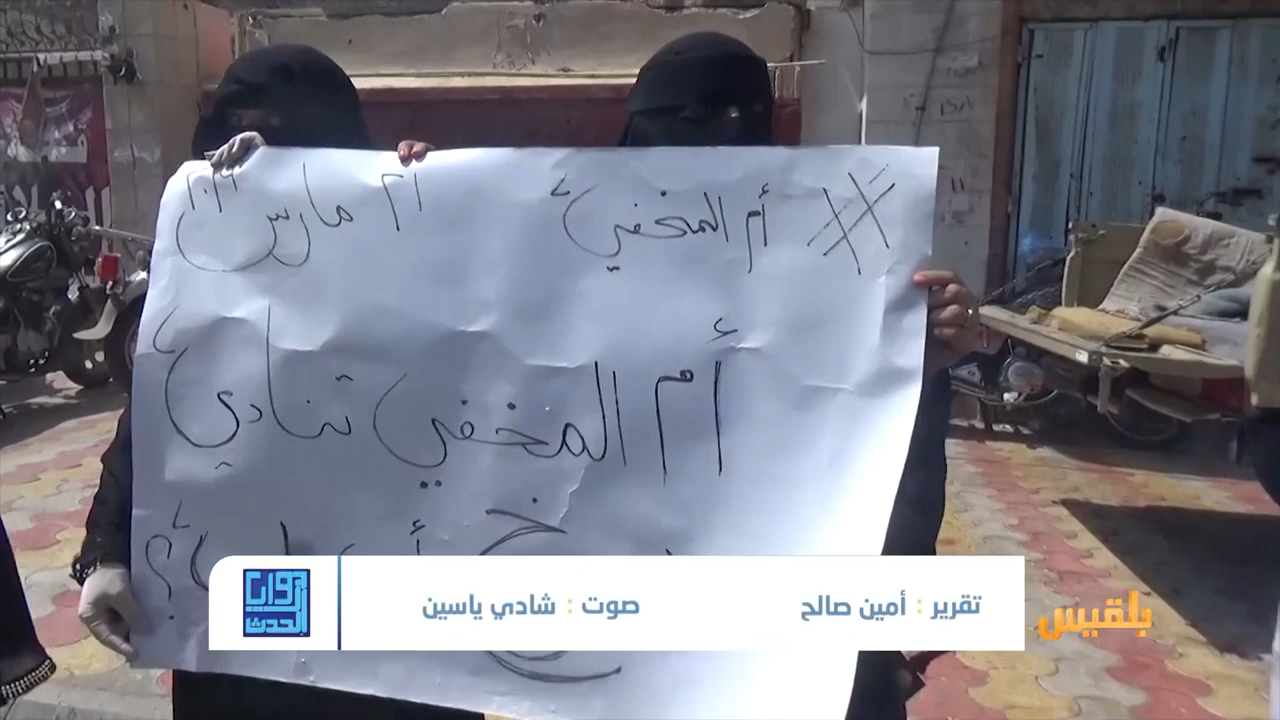 # أم المخفي ٢١ مارس
أم المخفي تنادي
؟
تقرير : أمين صالح
صوت : شادي ياسين
زوايا الحدث
بلقيس